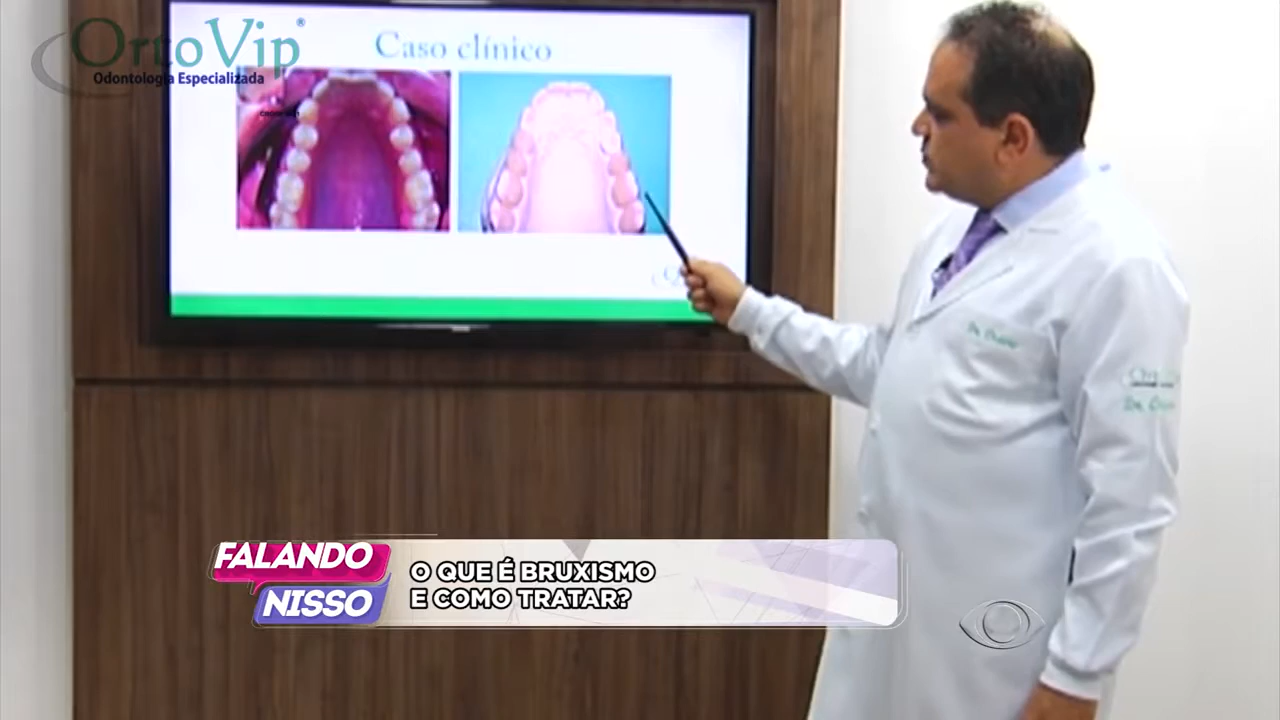 OrtoVip®
Odontologia Especializada
Caso clínico
FALANDO
NISSO
O QUE É BRUXISMO
E COMO TRATAR?